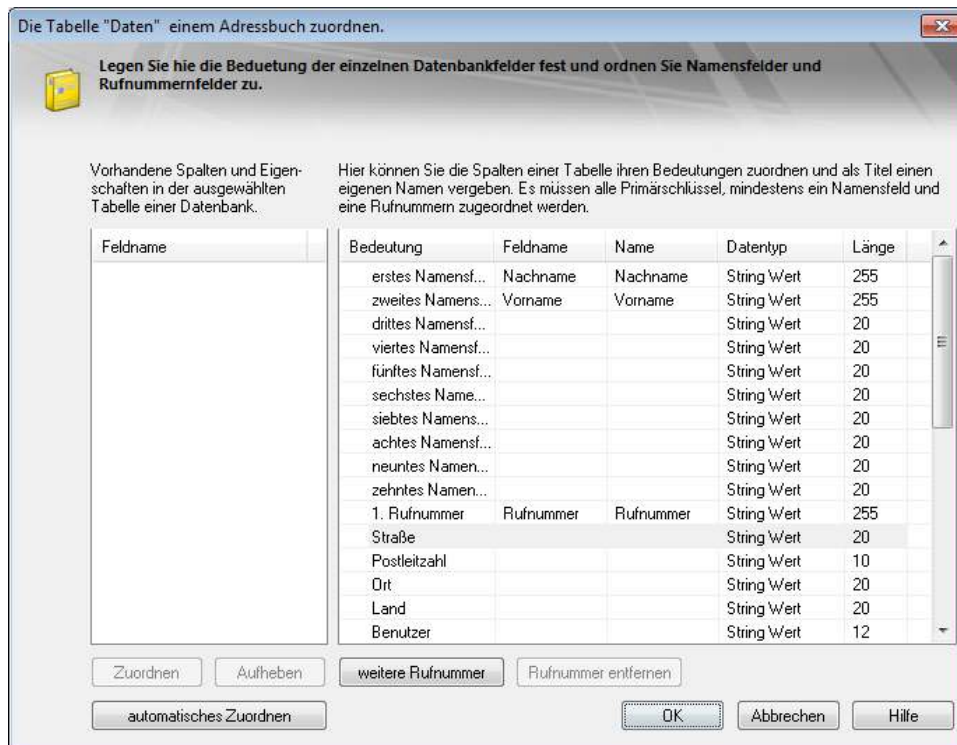 Die Tabelle "Daten" einem Adressbuch zuordnen.
Legen Sie hie die Beduetung der einzelnen Datenbankfelder fest und ordnen Sie Namensfelder und
Rufnummernfelder zu.
Vorhandene Spalten und Eigen-
schaften in der ausgewählten
Tabelle einer Datenbank.
Hier können Sie die Spalten einer Tabelle ihren Bedeutungen zuordnen und als Titel einen
eigenen Namen vergeben. Es müssen alle Primärschlüssel, mindestens ein Namensfeld und
eine Rufnummern zugeordnet werden.
Feldname
Bedeutung Feldname Name Datentyp Länge
erstes Namensf... Nachname Nachname String Wert 255
zweites Namens... Vorname Vorname String Wert 255
drittes Namensf... String Wert 20
viertes Namensf... String Wert 20
fünftes Namensf... String Wert 20
sechstes Name... String Wert 20
siebtes Namens... String Wert 20
achtes Namensf... String Wert 20
neuntes Namen... String Wert 20
zehntes Namen... String Wert 20
1. Rufnummer Rufnummer Rufnummer String Wert 255
Straße String Wert 20
Postleitzahl String Wert 10
Ort String Wert 20
Land String Wert 20
Benutzer String Wert 12
Zuordnen Aufheben weitere Rufnummer Rufnummer entfernen
automatisches Zuordnen OK Abbrechen Hilfe